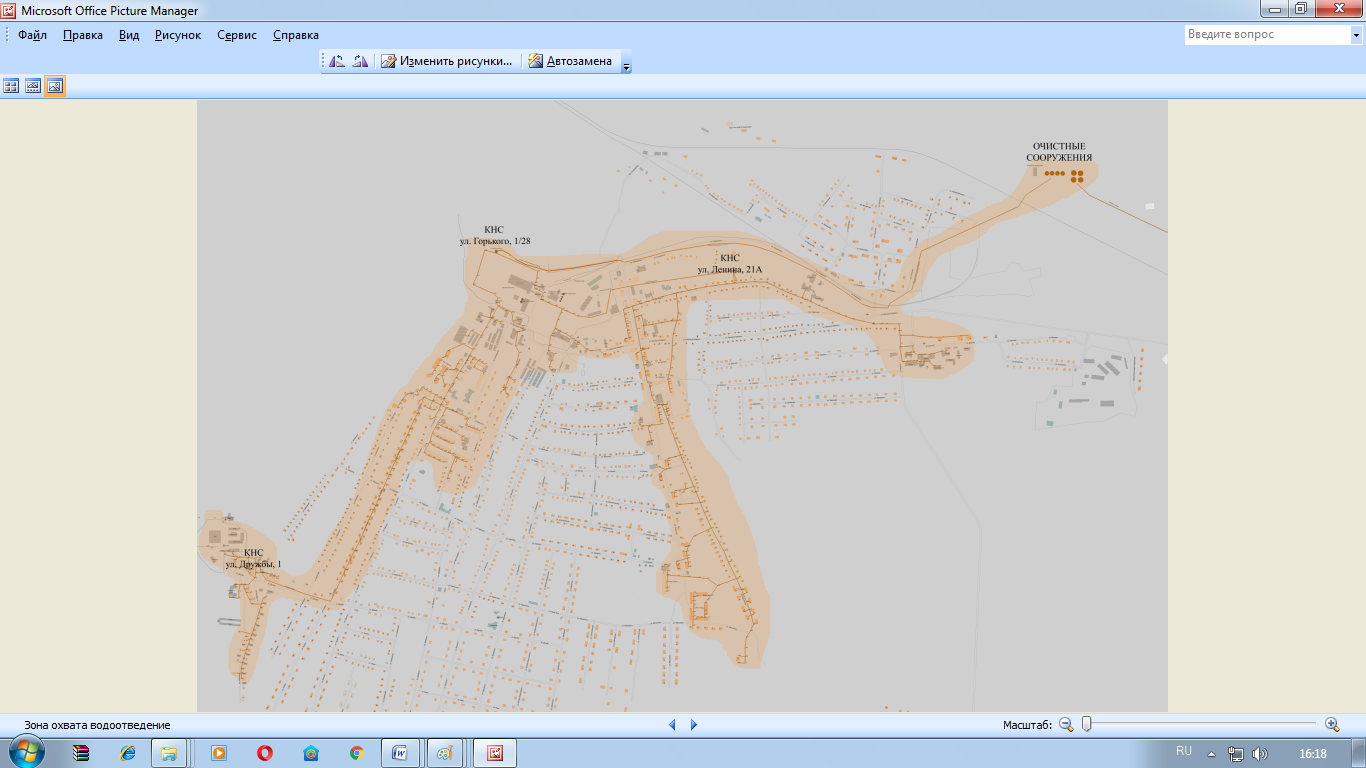 Microsoft Office Picture Manager
Файл Правка Вид Рисунок Сервис Справка
Введите вопрос
Изменить рисунки... Автозамена
ОЧИСТНЫЕ
СООРУЖЕНИЯ
КНС
ул. Горького, 1/28
КНС
ул. Ленина, 21А
КНС
ул. Дружбы, 1
Зона охвата водоотведение
Масштаб:
RU
16:18